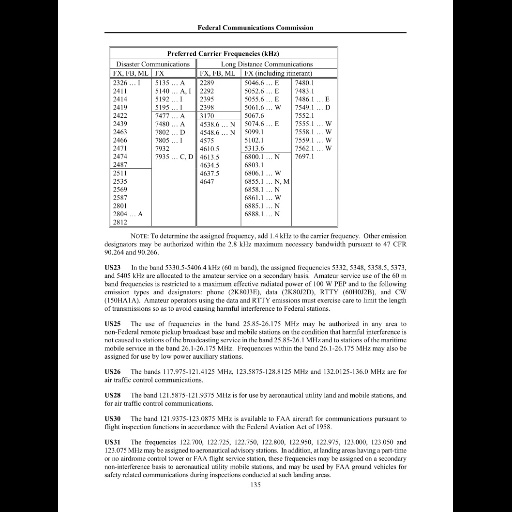 Federal Communications Commission
Preferred Carrier Frequencies (kHz)
Disaster Communications Long Distance Communications
FX, FB, ML FX FX, FB, ML FX (including itinerant)
2326 ... I 5135 ... A 2289 5046.6 ... E 7480.1
2411 5140 ... A, I 2292 5052.6 ... E 7483.1
2414 5192 ... I 2395 5055.6 ... E 7486.1 ... E
2419 5195 ... I 2398 5061.6 ... W 7549.1 ... D
2422 7477 ... A 3170 5067.6 7552.1
2439 7480 ... A 4538.6 ... N 5074.6 ... E 7555.1 ... W
2463 7802 ... D 4548.6 ... N 5099.1 7558.1 ... W
2466 7805 ... I 4575 5102.1 7559.1 ... W
2471 7932 4610.5 5313.6 7562.1 ... W
2474 7935 ... C, D 4613.5 6800.1 ... N 7697.1
2487 4634.5 6803.1
2511 4637.5 6806.1 ... W
2535 4647 6855.1 ... N, M
2569 6858.1 ... N
2587 6861.1 ... W
2801 6885.1 ... N
2804 ... A 6888.1 ... N
2812
NOTE: To determine the assigned frequency, add 1.4 kHz to the carrier frequency. Other emission
designators may be authorized within the 2.8 kHz maximum necessary bandwidth pursuant to 47 CFR
90.264 and 90.266.
US23 In the band 5330.5-5406.4 kHz (60 m band), the assigned frequencies 5332, 5348, 5358.5, 5373,
and 5405 kHz are allocated to the amateur service on a secondary basis. Amateur service use of the 60 m
band frequencies is restricted to a maximum effective radiated power of 100 W PEP and to the following
emission types and designators: phone (2K80J3E), data (2K80J2D), RTTY (60H0J2B), and CW
(150HA1A). Amateur operators using the data and RTTY emissions must exercise care to limit the length
of transmissions so as to avoid causing harmful interference to Federal stations.
US25 The use of frequencies in the band 25.85-26.175 MHz may be authorized in any area to
non-Federal remote pickup broadcast base and mobile stations on the condition that harmful interference is
not caused to stations of the broadcasting service in the band 25.85-26.1 MHz and to stations of the maritime
mobile service in the band 26.1-26.175 MHz. Frequencies within the band 26.1-26.175 MHz may also be
assigned for use by low power auxiliary stations.
US26 The bands 117.975-121.4125 MHz, 123.5875-128.8125 MHz and 132.0125-136.0 MHz are for
air traffic control communications.
US28 The band 121.5875-121.9375 MHz is for use by aeronautical utility land and mobile stations, and
for air traffic control communications.
US30 The band 121.9375-123.0875 MHz is available to FAA aircraft for communications pursuant to
flight inspection functions in accordance with the Federal Aviation Act of 1958.
US31 The frequencies 122.700, 122.725, 122.750, 122.800, 122.950, 122.975, 123.000, 123.050 and
123.075 MHz may be assigned to aeronautical advisory stations. In addition, at landing areas having a part-time
or no airdrome control tower or FAA flight service station, these frequencies may be assigned on a secondary
non-interference basis to aeronautical utility mobile stations, and may be used by FAA ground vehicles for
safety related communications during inspections conducted at such landing areas.
135